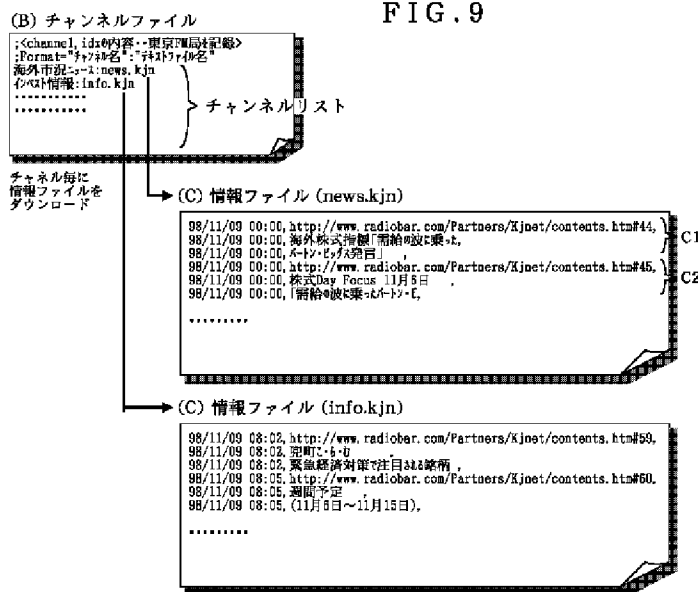 FIG.9
(B) チャンネルファイル
;<channel.idxの内容‥東京FM局を記録>
;Format="チャンネル名":"テキストファイル名"
海外市況ニュース:news.kjn
インベスト情報:info.kjn
...........
...........
チャンネルリスト
チャネル毎に
情報ファイルを
ダウンロード
(C) 情報ファイル (news.kjn)
98/11/09 00:00,http://www.radiobar.com/Partners/Kjnet/contents.htm#44,
98/11/09 00:00,海外株式指標「需給の波に乗った,
98/11/09 00:00,バートン・ビッグス発言」 ,
98/11/09 00:00,http://www.radiobar.com/Partners/Kjnet/contents.htm#45,
98/11/09 00:00,株式Day Focus 11月6日 ,
98/11/09 00:00,「需給の波に乗ったバートン・ビ,
.........
C1
C2
(C) 情報ファイル (info.kjn)
98/11/09 08:02,http://www.radiobar.com/Partners/Kjnet/contents.htm#59,
98/11/09 08:02,兜町に・ら・む ,
98/11/09 08:02,緊急経済対策で注目される銘柄 ,
98/11/09 08:05,http://www.radiobar.com/Partners/Kjnet/contents.htm#60,
98/11/09 08:05,週間予定 ,
98/11/09 08:05,(11月6日～11月15日),
.........